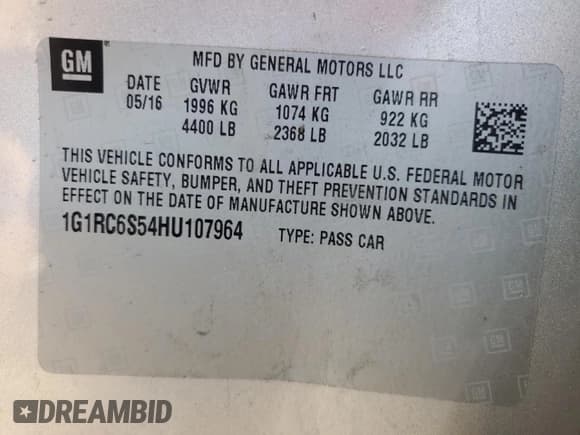 GM
MFD BY GENERAL MOTORS LLC
DATE GVWR GAWR FRT GAWR RR
05/16 1996 KG 1074 KG 922 KG
4400 LB 2368 LB 2032 LB
THIS VEHICLE CONFORMS TO ALL APPLICABLE U.S. FEDERAL MOTOR
VEHICLE SAFETY, BUMPER, AND THEFT PREVENTION STANDARDS IN
EFFECT ON THE DATE OF MANUFACTURE SHOWN ABOVE.
1G1RC6S54HU107964 TYPE: PASS CAR
DREAMBID